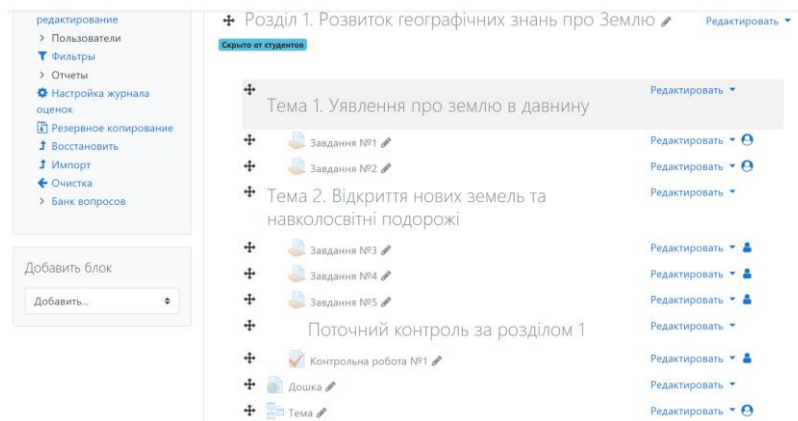 редактирование
Пользователи
Фильтры
Отчеты
Настройка журнала
оценок
Резервное копирование
Восстановить
Импорт
Очистка
Банк вопросов
Добавить блок
Добавить...
Розділ 1. Розвиток географічних знань про Землю Редактировать
Скрыто от студентов
Тема 1. Уявлення про землю в давнину Редактировать
Завдання №1 Редактировать
Завдання №2 Редактировать
Тема 2. Відкриття нових земель та Редактировать
навколосвітні подорожі
Завдання №3 Редактировать
Завдання №4 Редактировать
Завдання №5 Редактировать
Поточний контроль за розділом 1 Редактировать
Контрольна робота №1 Редактировать
Дошка Редактировать
Тема Редактировать